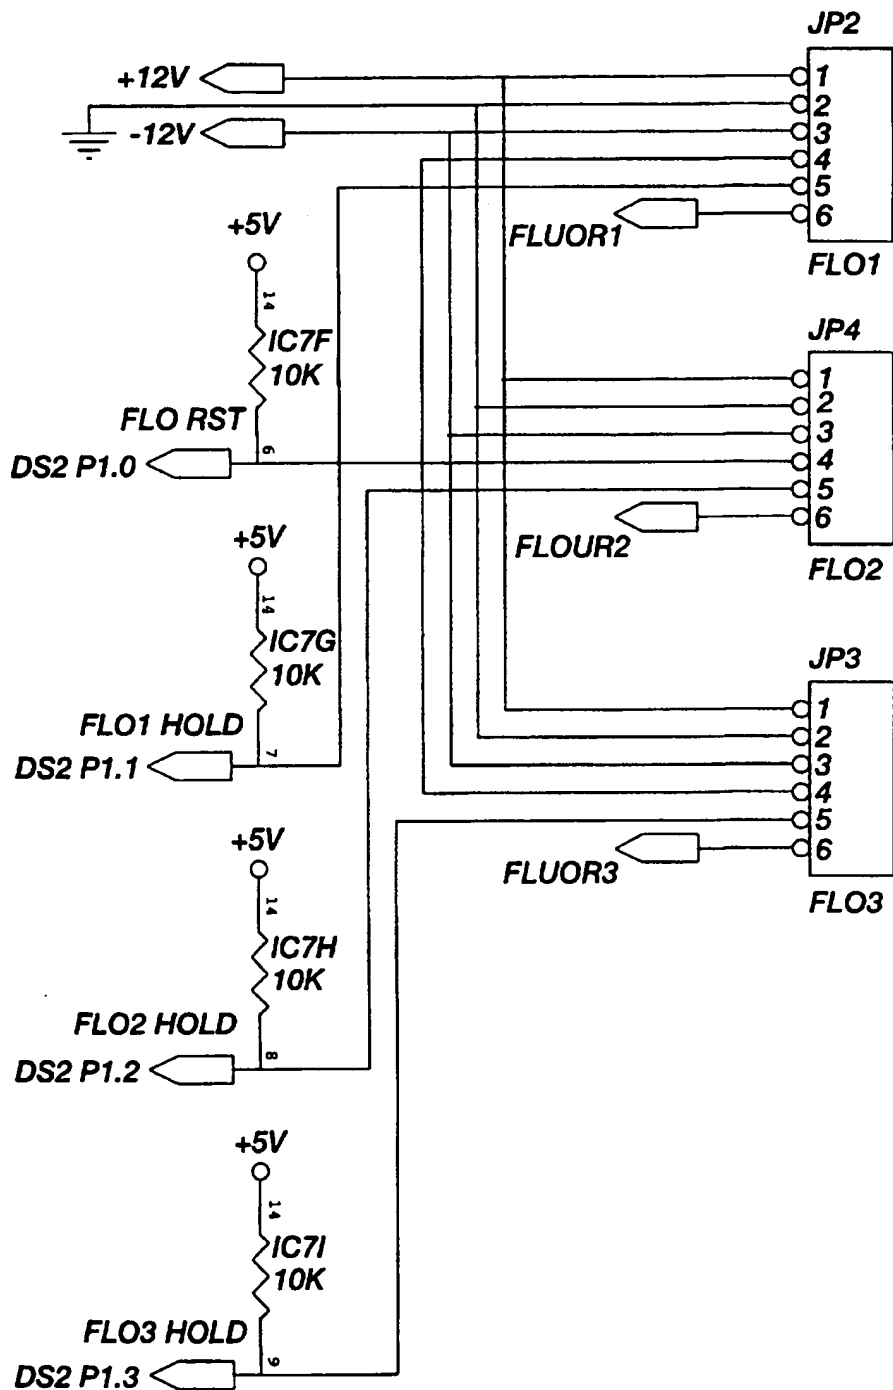 JP2
+12V
1
2
-12V
3
4
5
6
FLUOR1
FLO1
+5V
14
IC7F
10K
FLO RST
6
DS2 P1.0
JP4
1
2
3
4
5
6
FLOUR2
FLO2
+5V
14
IC7G
10K
FLO1 HOLD
7
DS2 P1.1
JP3
1
2
3
4
5
6
FLUOR3
FLO3
+5V
14
IC7H
10K
FLO2 HOLD
8
DS2 P1.2
+5V
14
IC7I
10K
FLO3 HOLD
9
DS2 P1.3